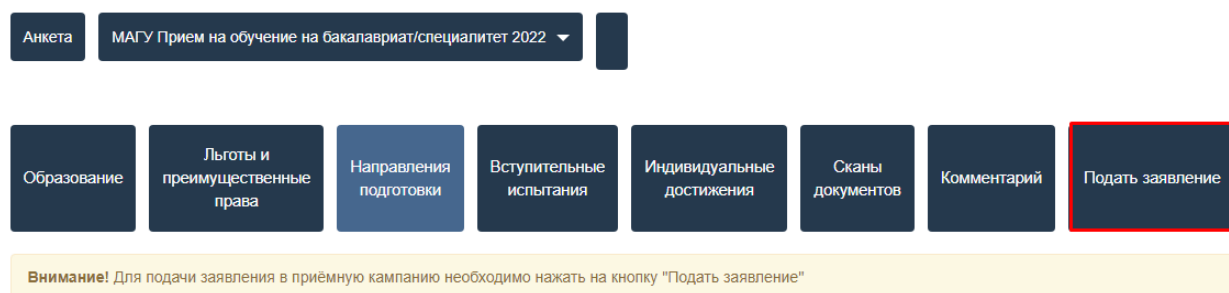 Анкета
МАГУ Прием на обучение на бакалавриат/специалитет 2022
Образование
Льготы и
преимущественные
права
Направления
подготовки
Вступительные
испытания
Индивидуальные
достижения
Сканы
документов
Комментарий
Подать заявление
Внимание! Для подачи заявления в приёмную кампанию необходимо нажать на кнопку "Подать заявление"